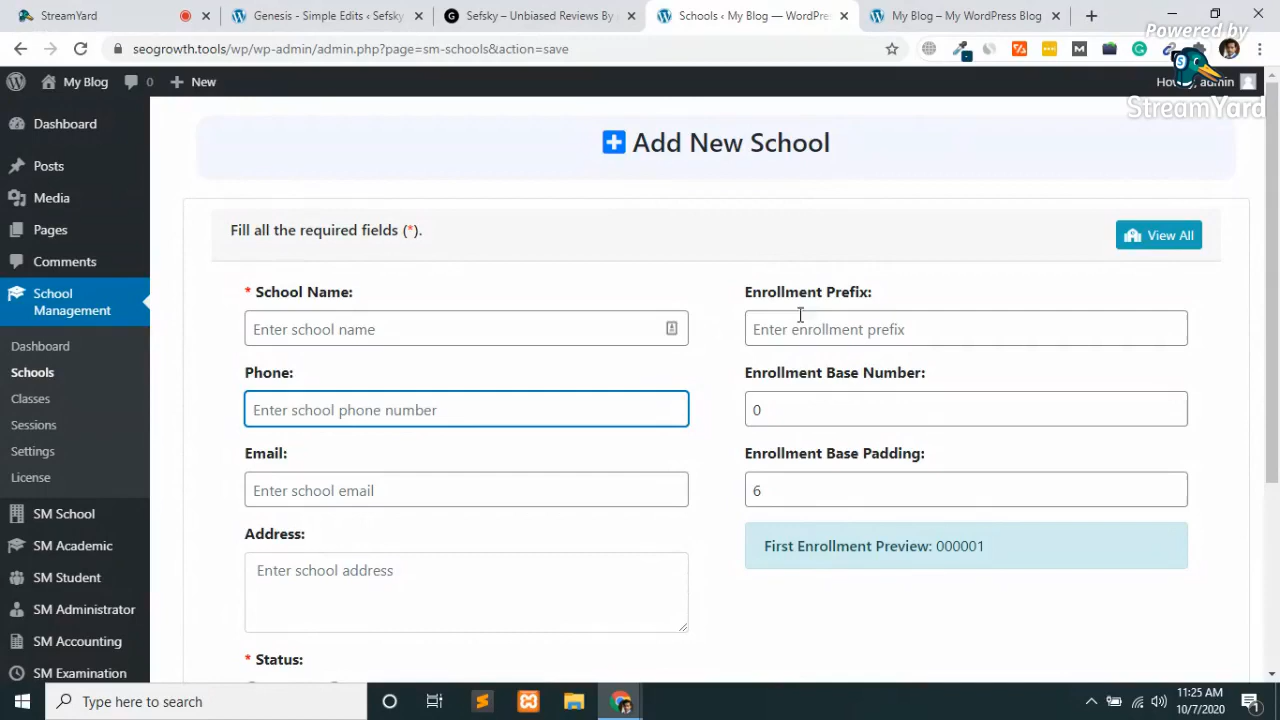 StreamYard
Genesis - Simple Edits ‹ Sefsky
Sefsky – Unbiased Reviews By
Schools ‹ My Blog — WordPress
My Blog – My WordPress Blog
Powered by
StreamYard
seogrowth.tools/wp/wp-admin/admin.php?page=sm-schools&action=save
My Blog
0
New
admin
Dashboard
Posts
Media
Pages
Comments
School
Management
Dashboard
Schools
Classes
Sessions
Settings
License
SM School
SM Academic
SM Student
SM Administrator
SM Accounting
SM Examination
Add New School
Fill all the required fields (*).
View All
* School Name:
Enter school name
Phone:
Enter school phone number
Email:
Enter school email
Address:
Enter school address
* Status:
Enrollment Prefix:
Enter enrollment prefix
Enrollment Base Number:
0
Enrollment Base Padding:
6
First Enrollment Preview: 000001
Type here to search
11:25 AM
10/7/2020
1